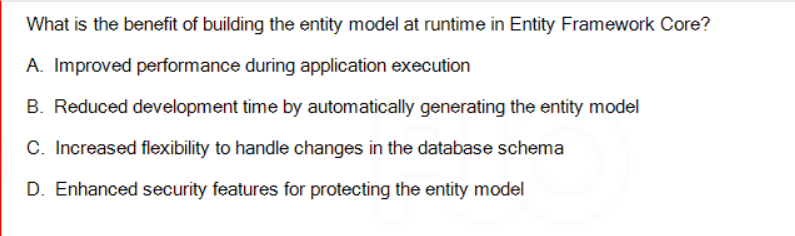 What is the benefit of building the entity model at runtime in Entity Framework Core?
A. Improved performance during application execution
B. Reduced development time by automatically generating the entity model
C. Increased flexibility to handle changes in the database schema
D. Enhanced security features for protecting the entity model